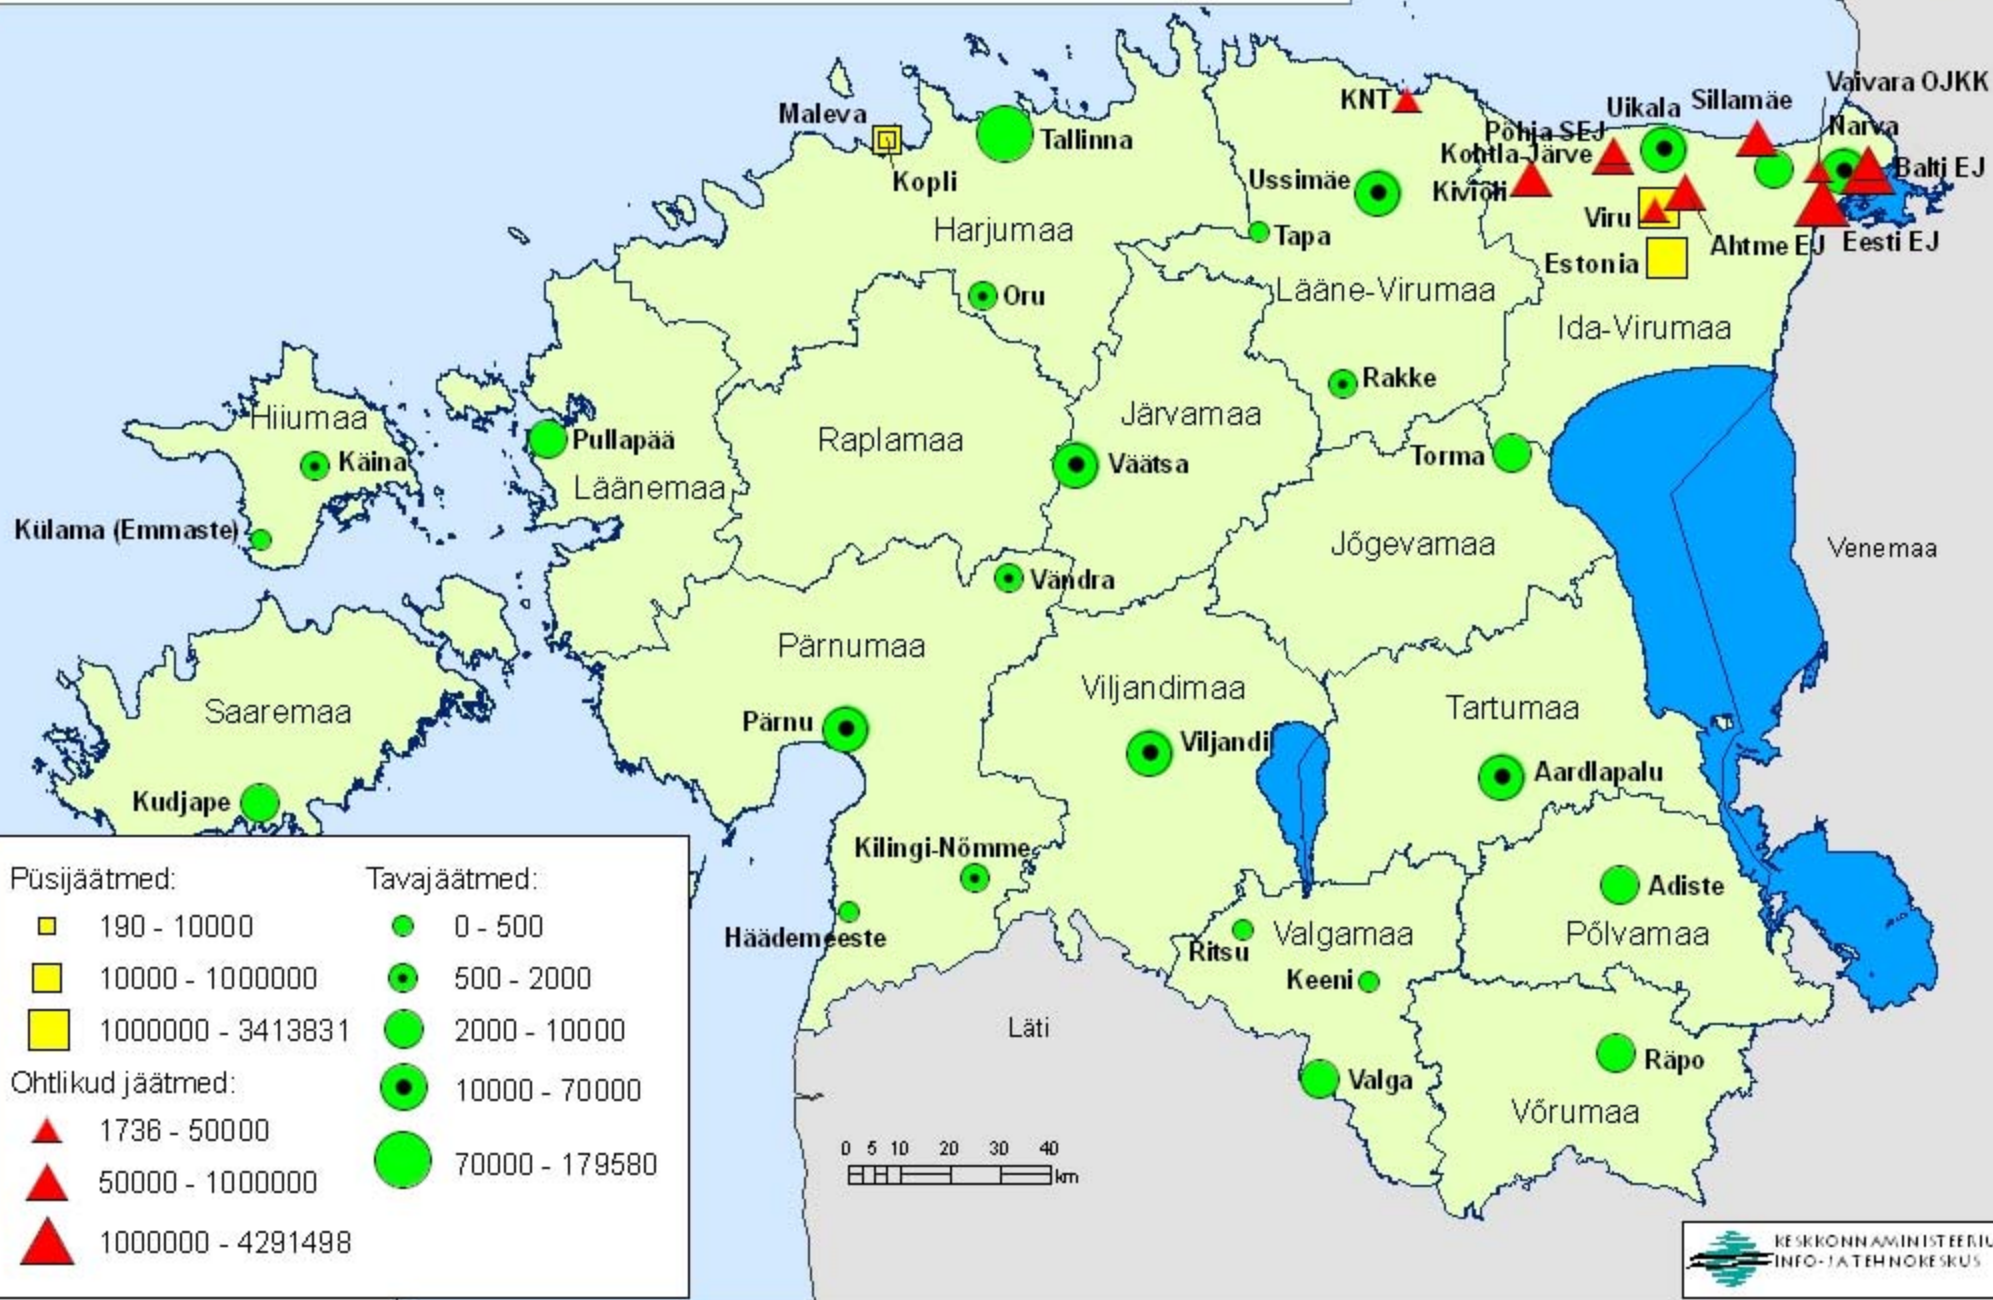 Vaivara OJKK
KNT
Uikala
Sillamäe
Maleva
Tallinna
Põhja SEJ
Narva
Kohtla-Järve
Balti EJ
Kopli
Ussimäe
Kiviõli
Viru
Harjumaa
Tapa
Ahtme EJ
Eesti EJ
Estonia
Oru
Lääne-Virumaa
Ida-Virumaa
Rakke
Hiiumaa
Järvamaa
Pullapää
Raplamaa
Käina
Väätsa
Torma
Läänemaa
Külama (Emmaste)
Jõgevamaa
Venemaa
Vändra
Pärnumaa
Viljandimaa
Saaremaa
Tartumaa
Pärnu
Viljandi
Aardlapalu
Kudjape
Kilingi-Nõmme
Adiste
Häädemeeste
Ritsu
Valgamaa
Põlvamaa
Keeni
Läti
Räpo
Valga
Võrumaa
Püsijäätmed:
190 - 10000
10000 - 1000000
1000000 - 3413831
Ohtlikud jäätmed:
1736 - 50000
50000 - 1000000
1000000 - 4291498
Tavajäätmed:
0 - 500
500 - 2000
2000 - 10000
10000 - 70000
70000 - 179580
0 5 10 20 30 40
km
KESKKONNAMINISTEERIU
INFO- JA TEHNOKESKUS